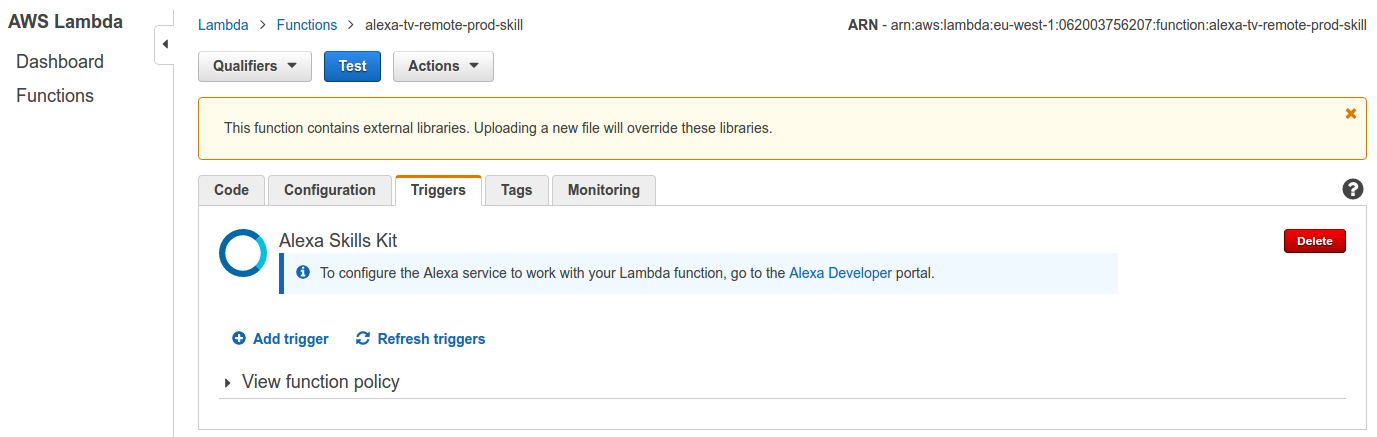 AWS Lambda
Dashboard
Functions
Lambda > Functions > alexa-tv-remote-prod-skill
ARN - arn:aws:lambda:eu-west-1:062003756207:function:alexa-tv-remote-prod-skill
Qualifiers Test Actions
This function contains external libraries. Uploading a new file will override these libraries.
Code Configuration Triggers Tags Monitoring
Alexa Skills Kit
Delete
To configure the Alexa service to work with your Lambda function, go to the Alexa Developer portal.
Add trigger Refresh triggers
View function policy